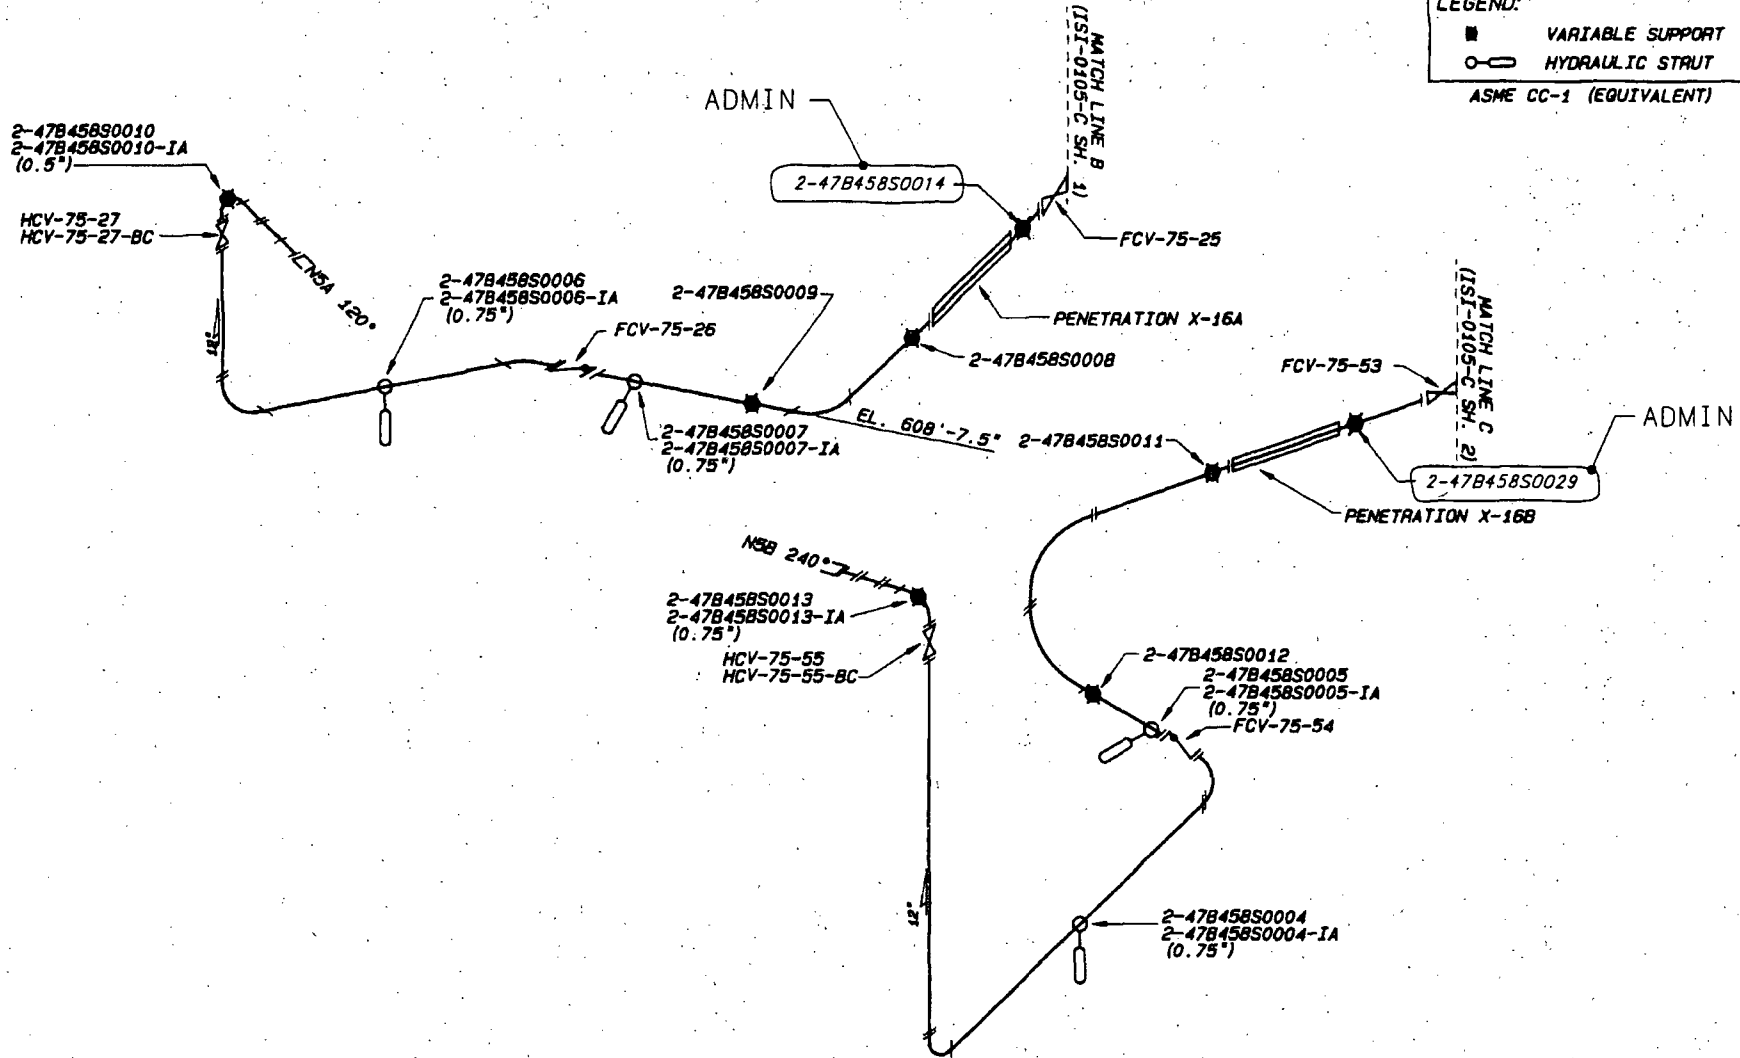 LEGEND:
VARIABLE SUPPORT
HYDRAULIC STRUT
ASME CC-1 (EQUIVALENT)
MATCH LINE B
(ISI-0105-C SH. 1)
ADMIN
2-47B458S0014
FCV-75-25
2-47B458S0010
2-47B458S0010-IA
(0.5")
HCV-75-27
HCV-75-27-BC
N5A 120°
12"
2-47B458S0006
2-47B458S0006-IA
(0.75")
FCV-75-26
2-47B458S0009
PENETRATION X-16A
2-47B458S0008
2-47B458S0007
2-47B458S0007-IA
(0.75")
EL. 608'-7.5"
MATCH LINE C
(ISI-0105-C SH. 2)
FCV-75-53
ADMIN
2-47B458S0011
2-47B458S0029
PENETRATION X-16B
N5B 240°
2-47B458S0013
2-47B458S0013-IA
(0.75")
HCV-75-55
HCV-75-55-BC
2-47B458S0012
2-47B458S0005
2-47B458S0005-IA
(0.75")
FCV-75-54
12"
2-47B458S0004
2-47B458S0004-IA
(0.75")